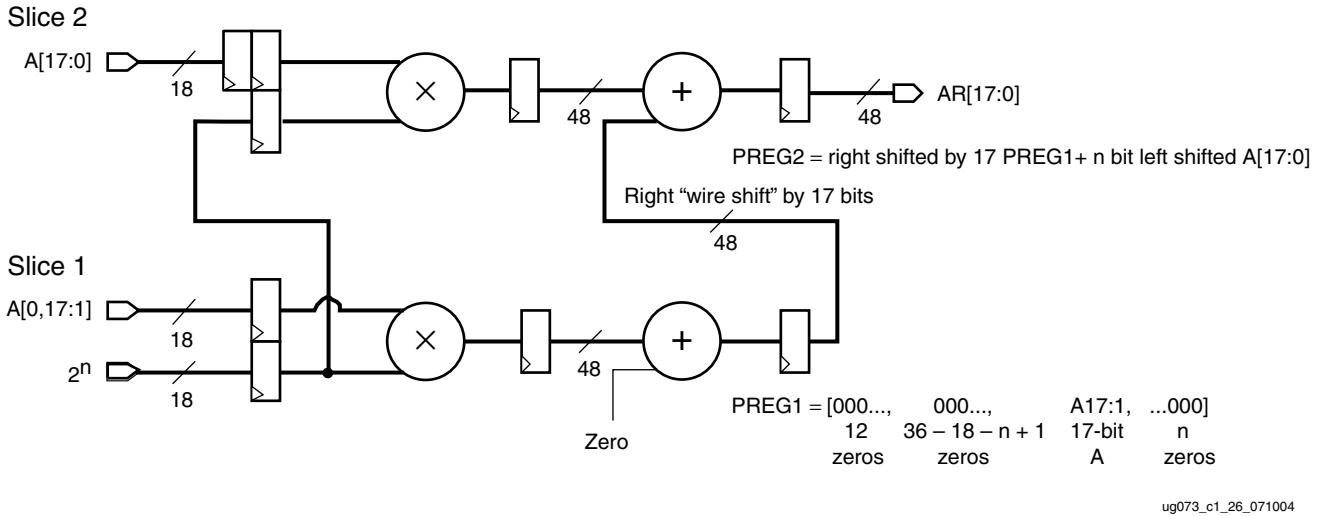 Slice 2
A[17:0]
18
×
48
+
48
AR[17:0]
PREG2 = right shifted by 17 PREG1+ n bit left shifted A[17:0]
Right “wire shift” by 17 bits
48
Slice 1
A[0,17:1]
18
2ⁿ
18
×
48
+
Zero
PREG1 = [000..., 000..., A17:1, ...000]
12 36 – 18 – n + 1 17-bit n
zeros zeros A zeros
ug073_c1_26_071004